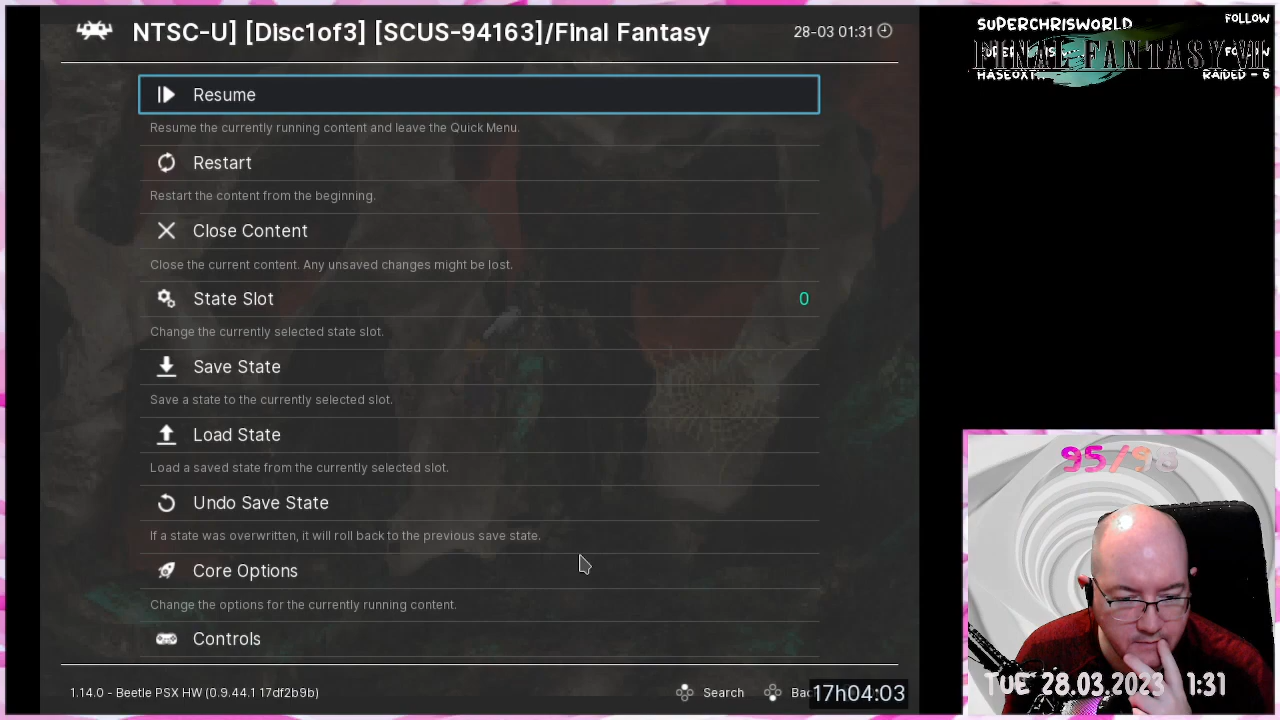 NTSC-U] [Disc1of3] [SCUS-94163]/Final Fantasy
28-03 01:31
Resume
Resume the currently running content and leave the Quick Menu.
Restart
Restart the content from the beginning.
Close Content
Close the current content. Any unsaved changes might be lost.
State Slot 0
Change the currently selected state slot.
Save State
Save a state to the currently selected slot.
Load State
Load a saved state from the currently selected slot.
Undo Save State
If a state was overwritten, it will roll back to the previous save state.
Core Options
Change the options for the currently running content.
Controls
1.14.0 - Beetle PSX HW (0.9.44.1 17df2b9b)
Search
Bac
17h04:03
SUPERCHRISWORLD
FOLLOW
FINAL FANTASY VII
RAIDED - 6
95/98
TUE 28.03.2023 1:31